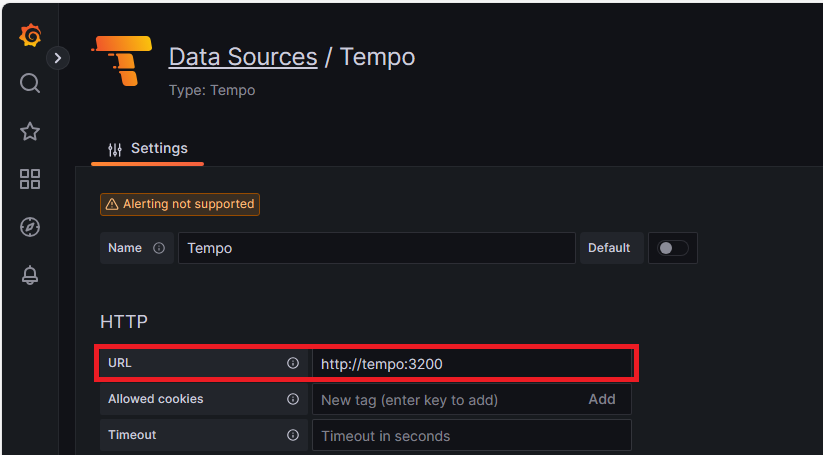 Data Sources / Tempo
Type: Tempo
Settings
Alerting not supported
Name Tempo Default
HTTP
URL http://tempo:3200
Allowed cookies New tag (enter key to add) Add
Timeout Timeout in seconds